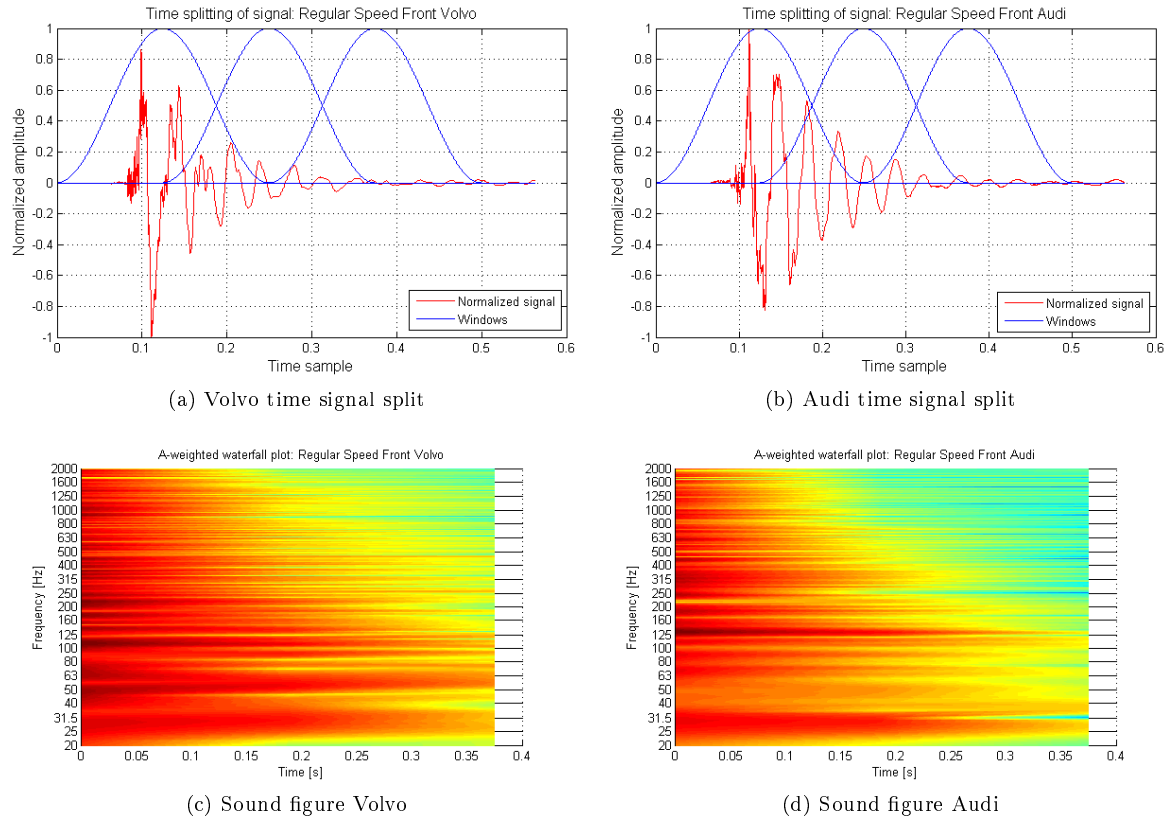 Time splitting of signal: Regular Speed Front Volvo
Normalized amplitude
1
0.8
0.6
0.4
0.2
0
-0.2
-0.4
-0.6
-0.8
-1
0 0.1 0.2 0.3 0.4 0.5 0.6
Time sample
Normalized signal
Windows
(a) Volvo time signal split
Time splitting of signal: Regular Speed Front Audi
Normalized amplitude
1
0.8
0.6
0.4
0.2
0
-0.2
-0.4
-0.6
-0.8
-1
0 0.1 0.2 0.3 0.4 0.5 0.6
Time sample
Normalized signal
Windows
(b) Audi time signal split
A-weighted waterfall plot: Regular Speed Front Volvo
Frequency [Hz]
2000
1600
1250
1000
800
630
500
400
315
250
200
160
125
100
80
63
50
40
31.5
25
20
0 0.05 0.1 0.15 0.2 0.25 0.3 0.35 0.4
Time [s]
(c) Sound figure Volvo
A-weighted waterfall plot: Regular Speed Front Audi
Frequency [Hz]
2000
1600
1250
1000
800
630
500
400
315
250
200
160
125
100
80
63
50
40
31.5
25
20
0 0.05 0.1 0.15 0.2 0.25 0.3 0.35 0.4
Time [s]
(d) Sound figure Audi